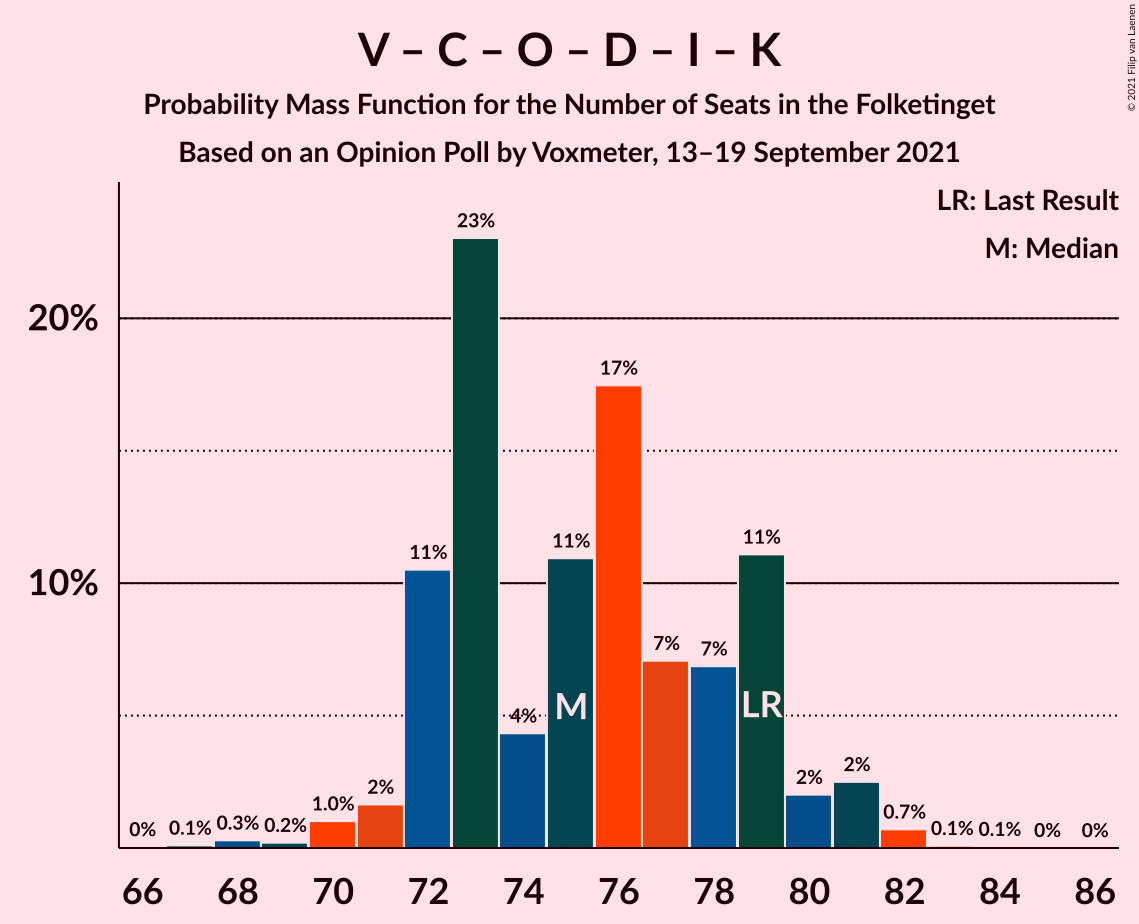 V – C – O – D – I – K
Probability Mass Function for the Number of Seats in the Folketinget
Based on an Opinion Poll by Voxmeter, 13–19 September 2021
© 2021 Filip van Laenen
LR: Last Result
M: Median
20%
10%
0%
0.1%
0.3%
0.2%
1.0%
2%
11%
23%
4%
11%
17%
7%
7%
11%
2%
2%
0.7%
0.1%
0.1%
0%
0%
M
LR
66 68 70 72 74 76 78 80 82 84 86